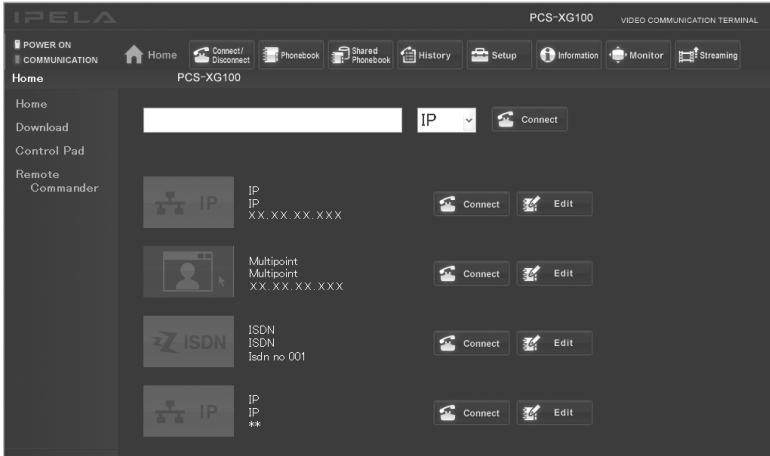 IPELA
PCS-XG100 VIDEO COMMUNICATION TERMINAL
POWER ON
COMMUNICATION
Home
Connect/
Disconnect
Phonebook
Shared
Phonebook
History
Setup
Information
Monitor
Streaming
Home PCS-XG100
Home
Download
Control Pad
Remote
Commander
IP
Connect
IP
IP
IP
XX.XX.XX.XXX
Connect
Edit
Multipoint
Multipoint
XX.XX.XX.XXX
Connect
Edit
ISDN
ISDN
ISDN
Isdn no 001
Connect
Edit
IP
IP
IP
**
Connect
Edit